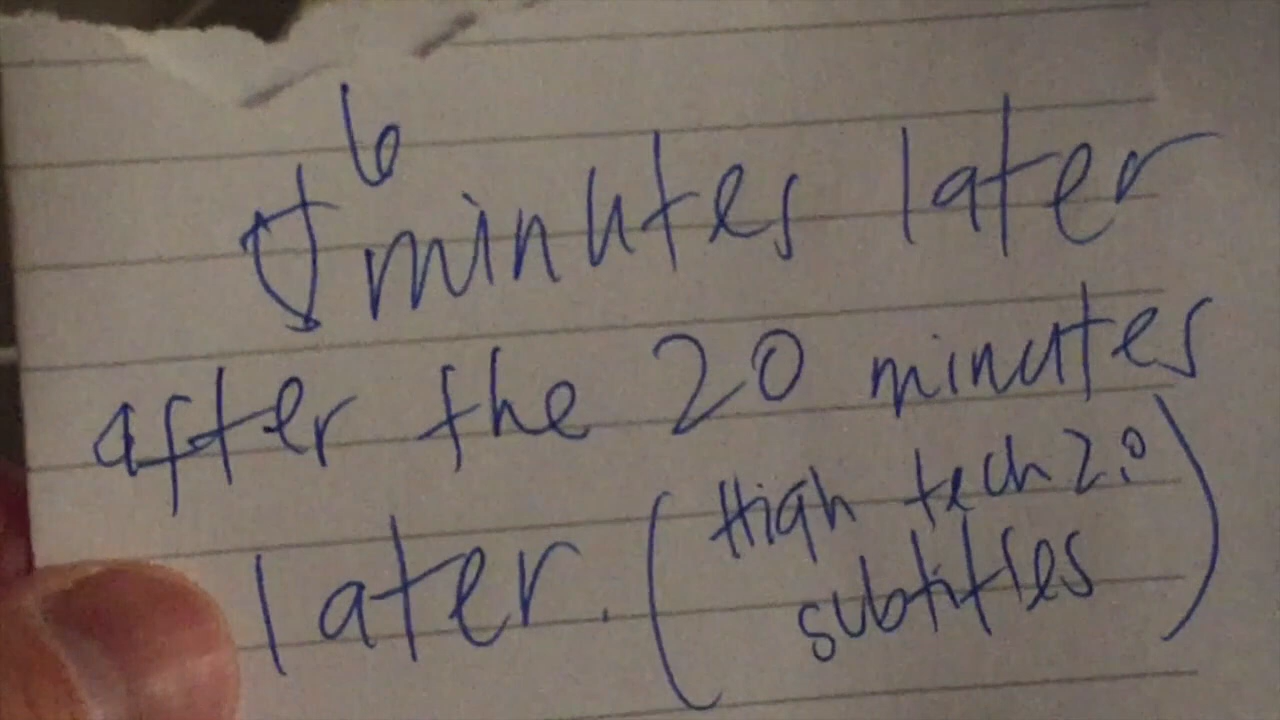 6
minutes later
after the 20 minutes
later. (High tech 2.0
subtitles)